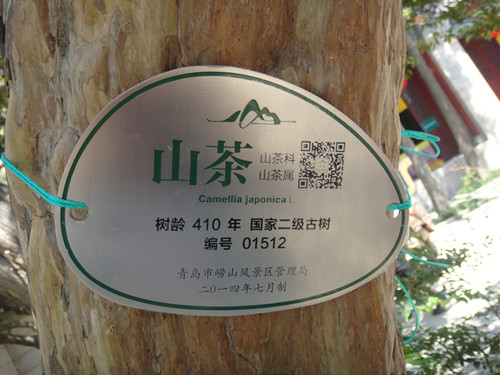 山茶
山茶科
山茶属
Camellia japonica L.
树龄 410 年 国家二级古树
编号 01512
青岛市崂山风景区管理局
二〇一四年七月制